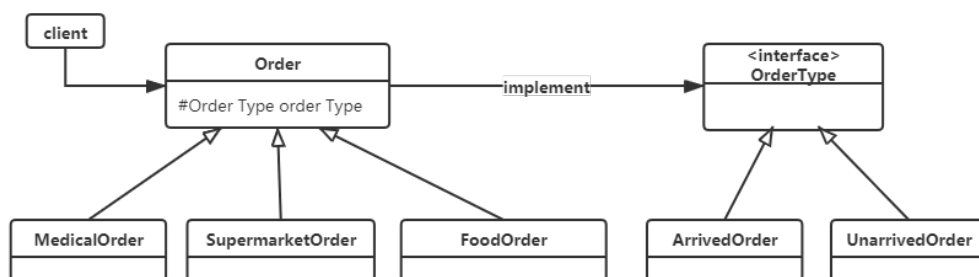 client
Order
#Order Type order Type
implement
<interface>
OrderType
MedicalOrder
SupermarketOrder
FoodOrder
ArrivedOrder
UnarrivedOrder